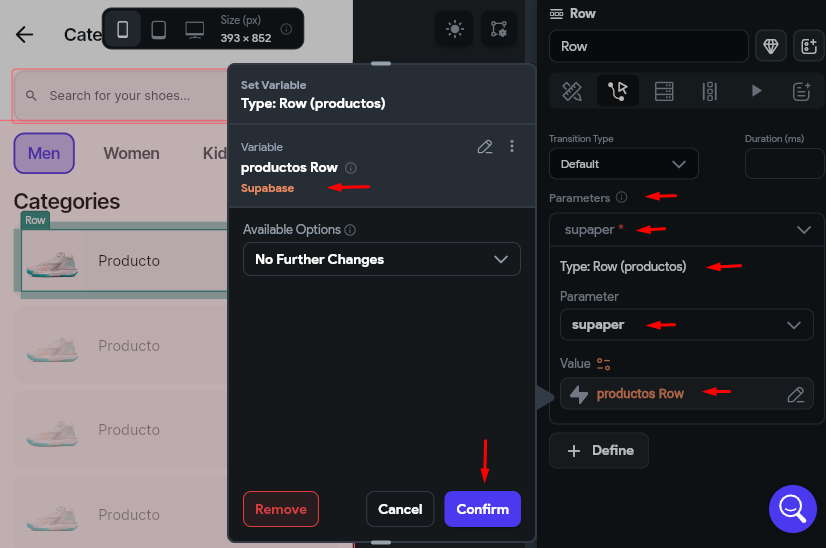 Cate
Size (px)
393 × 852
Search for your shoes...
Men
Women
Kid
Categories
Row
Producto
Producto
Producto
Producto
Set Variable
Type: Row (productos)
Variable
productos Row
Supabase
Available Options
No Further Changes
Remove
Cancel
Confirm
Row
Row
Transition Type
Duration (ms)
Default
Parameters
supaper *
Type: Row (productos)
Parameter
supaper
Value
productos Row
Define